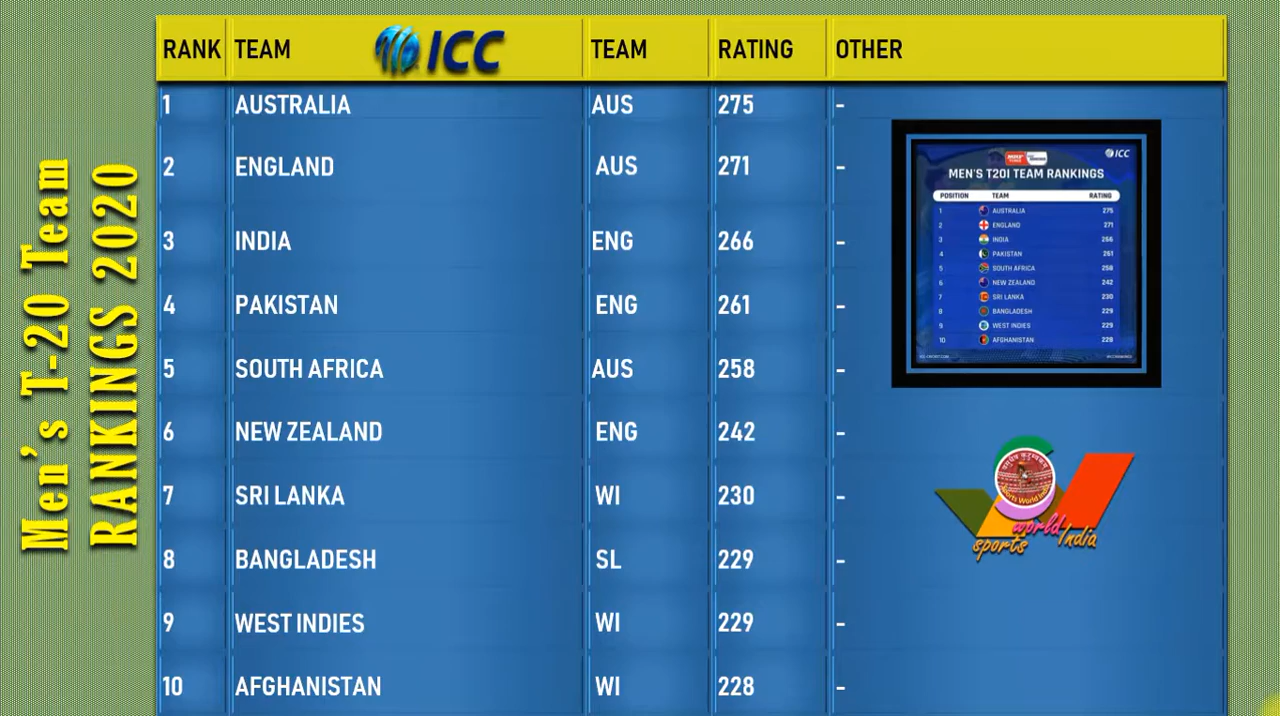 Men's T-20 Team
RANKINGS 2020
RANK TEAM ICC TEAM RATING OTHER
1 AUSTRALIA AUS 275 -
2 ENGLAND AUS 271 -
3 INDIA ENG 266 -
4 PAKISTAN ENG 261 -
5 SOUTH AFRICA AUS 258 -
6 NEW ZEALAND ENG 242 -
7 SRI LANKA WI 230 -
8 BANGLADESH SL 229 -
9 WEST INDIES WI 229 -
10 AFGHANISTAN WI 228 -
ICC
MEN'S T20I TEAM RANKINGS
POSITION TEAM RATING
1 AUSTRALIA 275
2 ENGLAND 271
3 INDIA 266
4 PAKISTAN 261
5 SOUTH AFRICA 258
6 NEW ZEALAND 242
7 SRI LANKA 230
8 BANGLADESH 229
9 WEST INDIES 229
10 AFGHANISTAN 228
Sports World India
sports world India